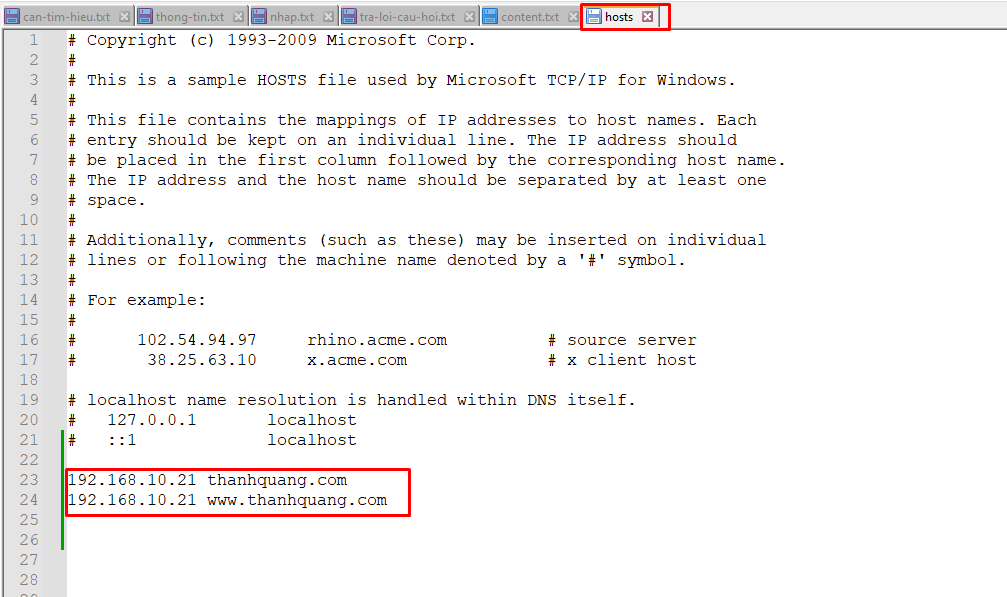 can-tim-hieu.txt thong-tin.txt nhap.txt tra-loi-cau-hoi.txt content.txt hosts
1 # Copyright (c) 1993-2009 Microsoft Corp.
2 #
3 # This is a sample HOSTS file used by Microsoft TCP/IP for Windows.
4 #
5 # This file contains the mappings of IP addresses to host names. Each
6 # entry should be kept on an individual line. The IP address should
7 # be placed in the first column followed by the corresponding host name.
8 # The IP address and the host name should be separated by at least one
9 # space.
10 #
11 # Additionally, comments (such as these) may be inserted on individual
12 # lines or following the machine name denoted by a '#' symbol.
13 #
14 # For example:
15 #
16 # 102.54.94.97 rhino.acme.com # source server
17 # 38.25.63.10 x.acme.com # x client host
18
19 # localhost name resolution is handled within DNS itself.
20 # 127.0.0.1 localhost
21 # ::1 localhost
22
23 192.168.10.21 thanhquang.com
24 192.168.10.21 www.thanhquang.com
25
26
27
28